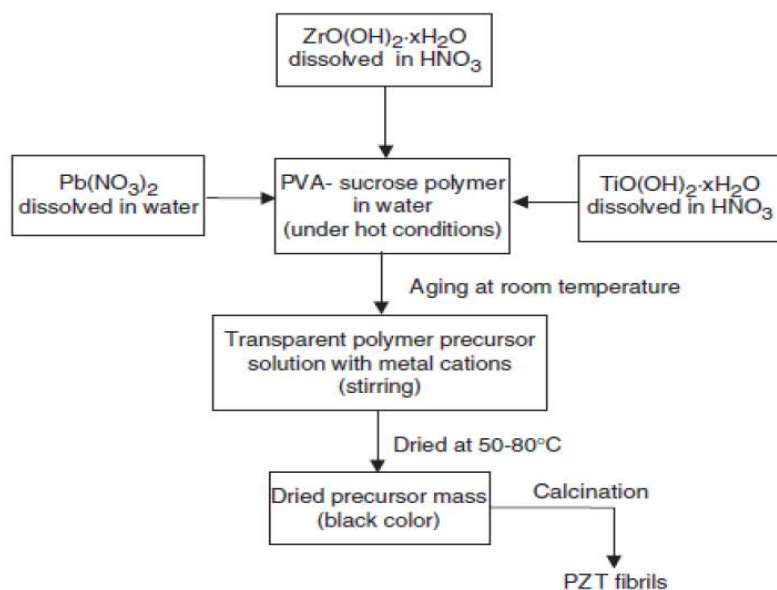 ZrO(OH)2·xH2O
dissolved in HNO3
Pb(NO3)2
dissolved in water
PVA- sucrose polymer
in water
(under hot conditions)
TiO(OH)2·xH2O
dissolved in HNO3
Aging at room temperature
Transparent polymer precursor
solution with metal cations
(stirring)
Dried at 50-80°C
Dried precursor mass
(black color)
Calcination
PZT fibrils